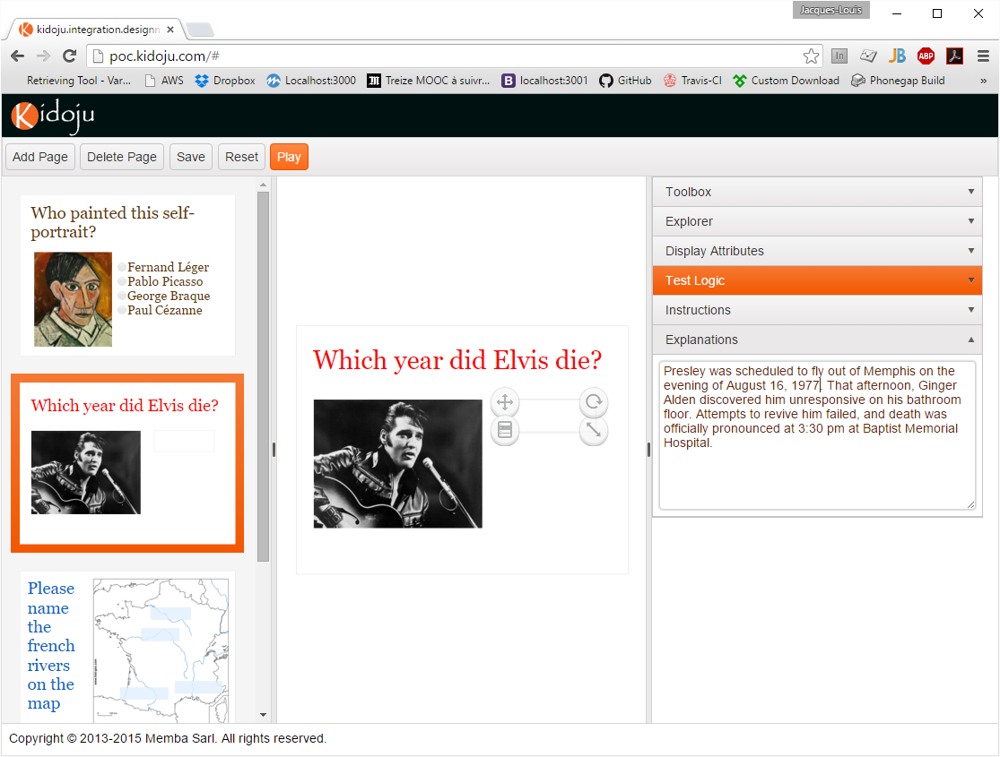 Jacques-Louis
kidoju.integration.designn
poc.kidoju.com/#
Retrieving Tool - Var... AWS Dropbox Localhost:3000 Treize MOOC à suivr... localhost:3001 GitHub Travis-CI Custom Download Phonegap Build »
Kidoju
Add Page Delete Page Save Reset Play
Who painted this self-
portrait?
Fernand Léger
Pablo Picasso
George Braque
Paul Cézanne
Which year did Elvis die?
Please
name
the
french
rivers
on the
map
Which year did Elvis die?
Toolbox
Explorer
Display Attributes
Test Logic
Instructions
Explanations
Presley was scheduled to fly out of Memphis on the
evening of August 16, 1977. That afternoon, Ginger
Alden discovered him unresponsive on his bathroom
floor. Attempts to revive him failed, and death was
officially pronounced at 3:30 pm at Baptist Memorial
Hospital.
Copyright © 2013-2015 Memba Sarl. All rights reserved.